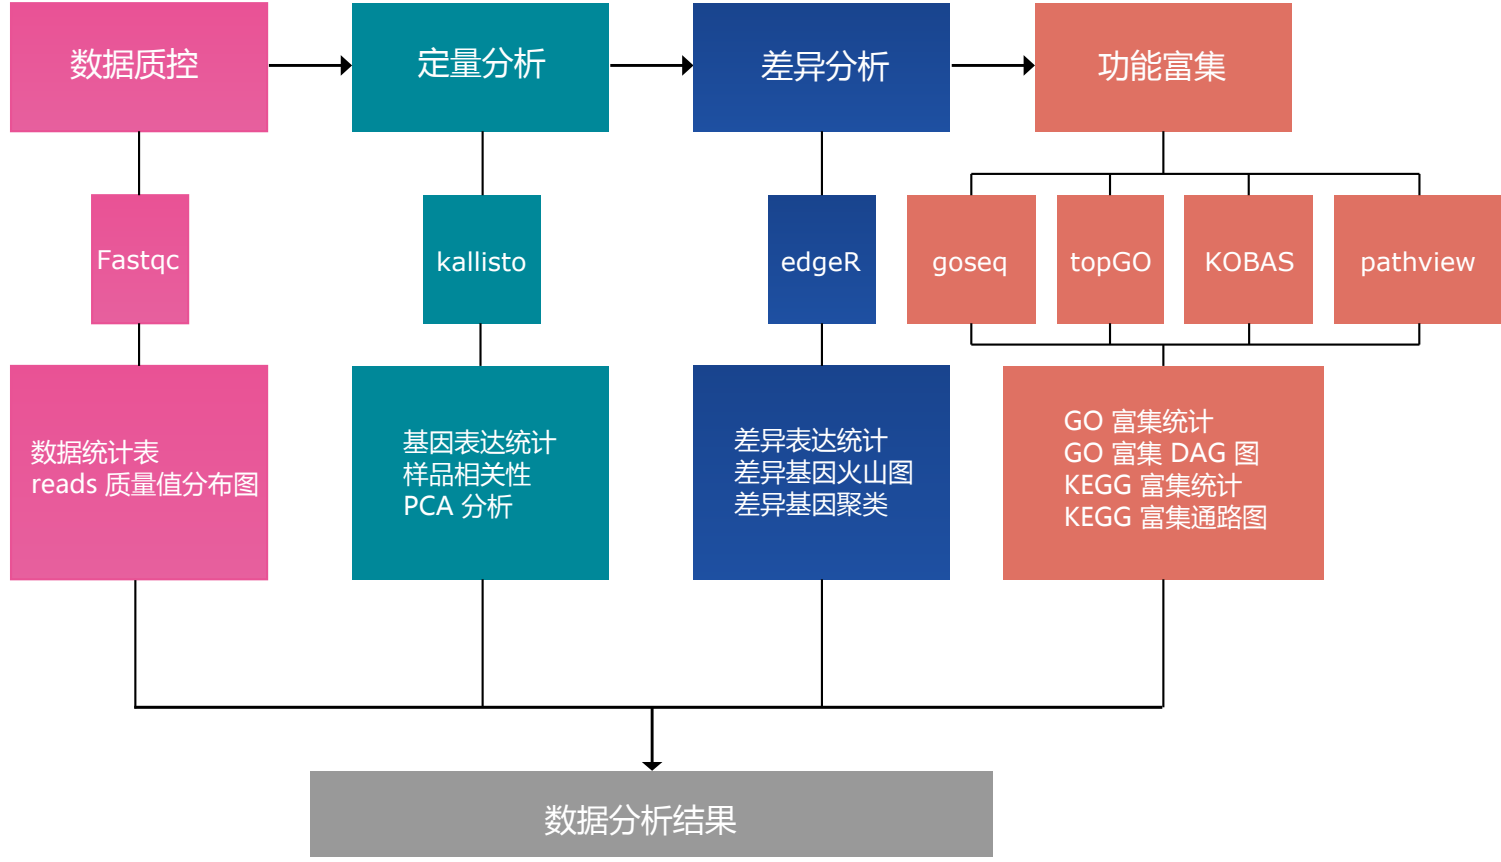 数据质控
定量分析
差异分析
功能富集
Fastqc
kallisto
edgeR
goseq
topGO
KOBAS
pathview
数据统计表
reads 质量值分布图
基因表达统计
样品相关性
PCA 分析
差异表达统计
差异基因火山图
差异基因聚类
GO 富集统计
GO 富集 DAG 图
KEGG 富集统计
KEGG 富集通路图
数据分析结果